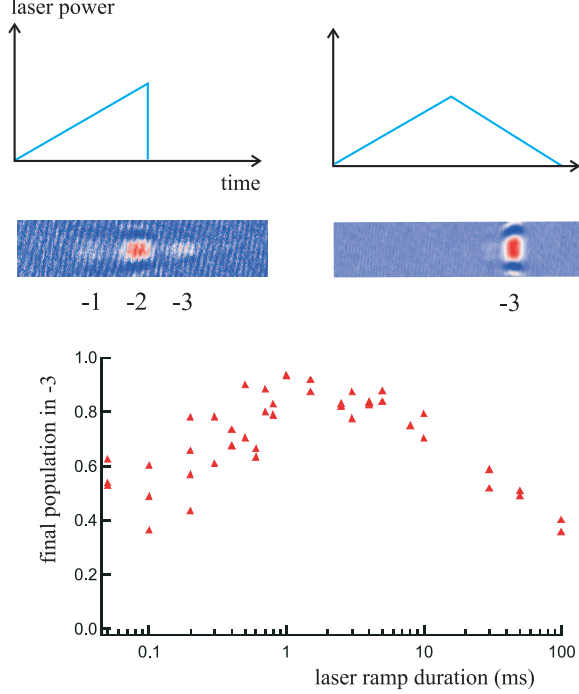 laser power
time
-1 -2 -3
-3
final population in -3
1.0
0.8
0.6
0.4
0.2
0.0
0.1 1 10 100
laser ramp duration (ms)